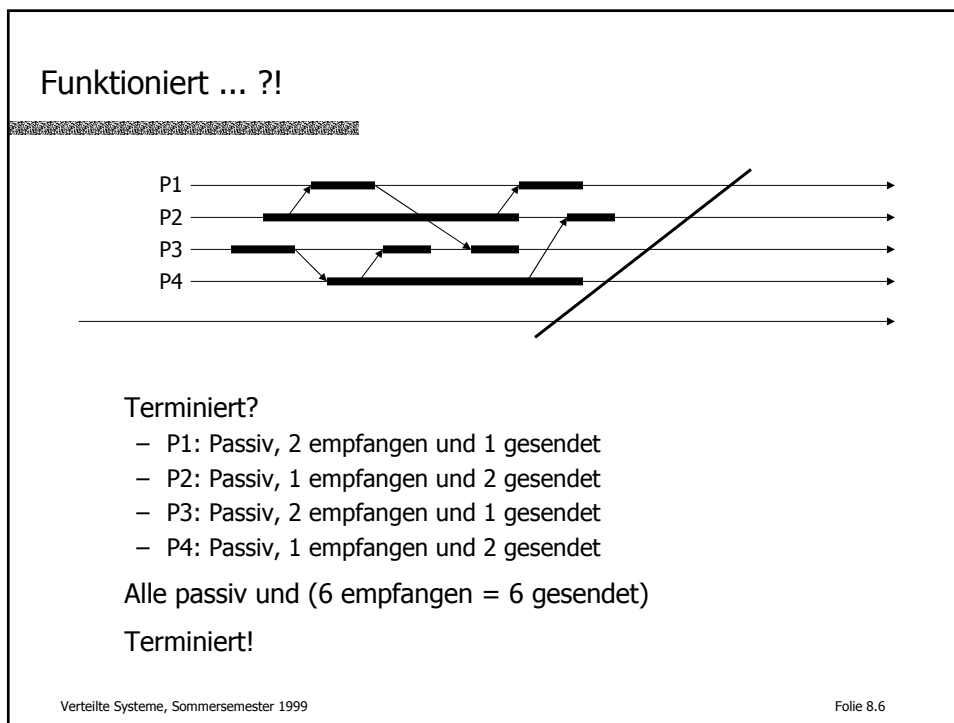 Funktioniert ... ?!
P1
P2
P3
P4
Terminiert?
– P1: Passiv, 2 empfangen und 1 gesendet
– P2: Passiv, 1 empfangen und 2 gesendet
– P3: Passiv, 2 empfangen und 1 gesendet
– P4: Passiv, 1 empfangen und 2 gesendet
Alle passiv und (6 empfangen = 6 gesendet)
Terminiert!
Verteilte Systeme, Sommersemester 1999 Folie 8.6